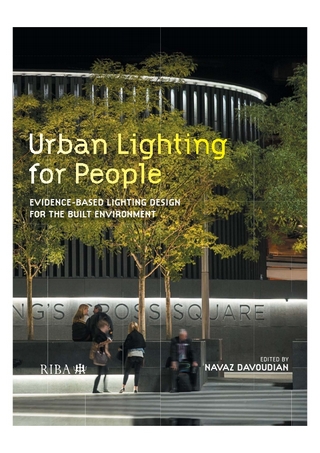 Urban Lighting
for People
EVIDENCE-BASED LIGHTING DESIGN
FOR THE BUILT ENVIRONMENT
NG'S CROSS SQUARE
EDITED BY
NAVAZ DAVOUDIAN
RIBA